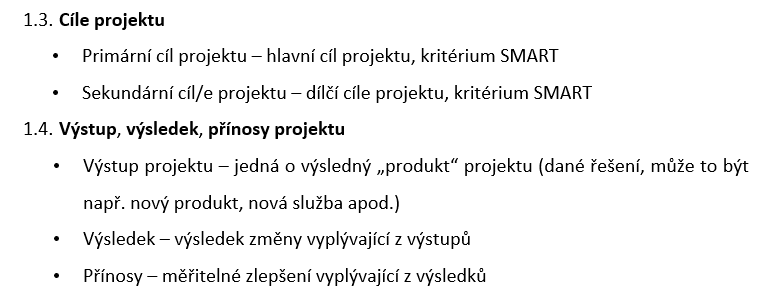 1.3. Cíle projektu
• Primární cíl projektu – hlavní cíl projektu, kritérium SMART
• Sekundární cíl/e projektu – dílčí cíle projektu, kritérium SMART
1.4. Výstup, výsledek, přínosy projektu
• Výstup projektu – jedná o výsledný „produkt“ projektu (dané řešení, může to být
např. nový produkt, nová služba apod.)
• Výsledek – výsledek změny vyplývající z výstupů
• Přínosy – měřitelné zlepšení vyplývající z výsledků